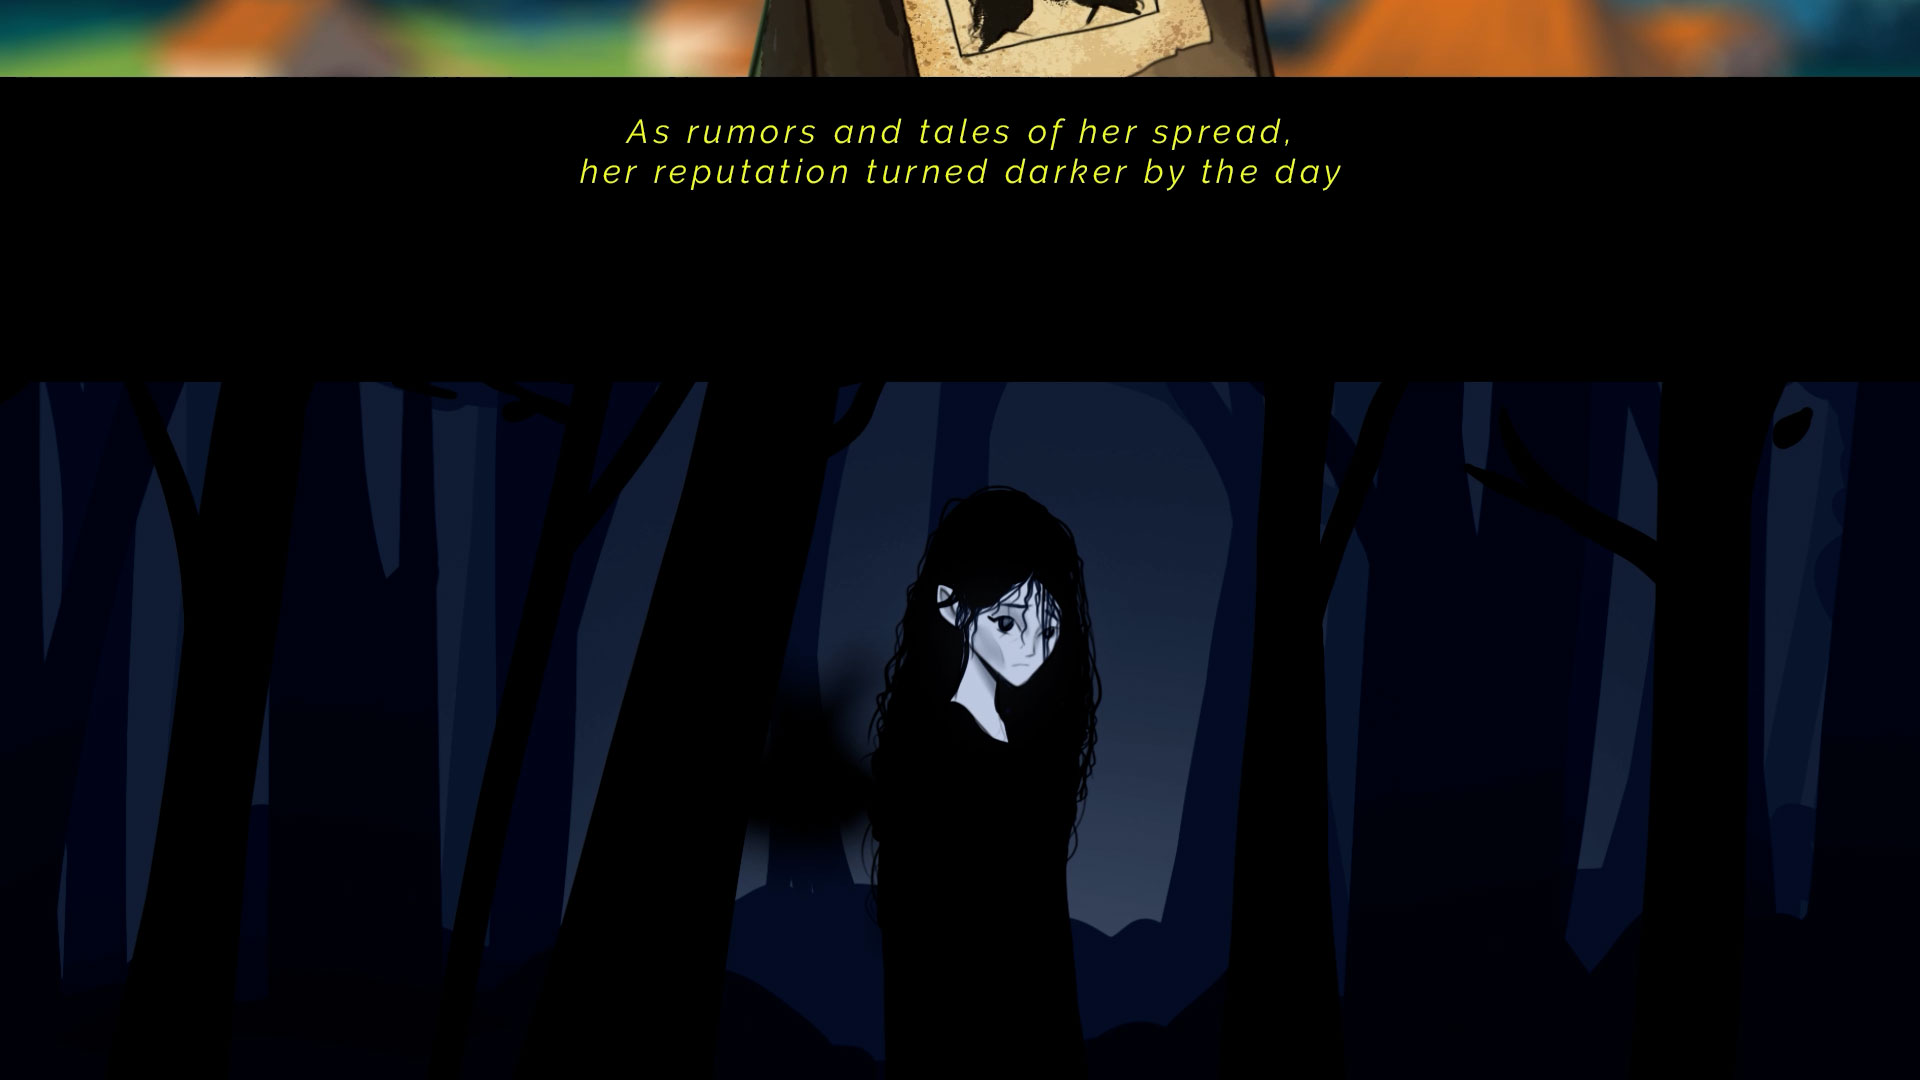 As rumors and tales of her spread,
her reputation turned darker by the day